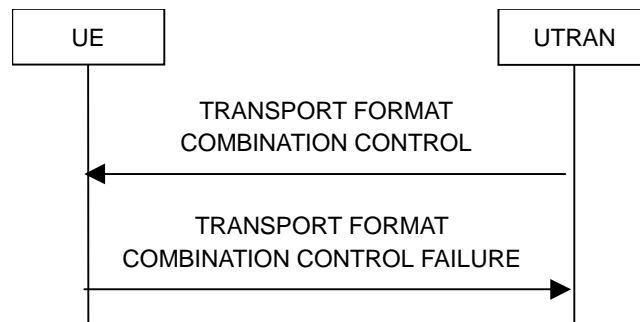 UE
UTRAN
TRANSPORT FORMAT
COMBINATION CONTROL
TRANSPORT FORMAT
COMBINATION CONTROL FAILURE